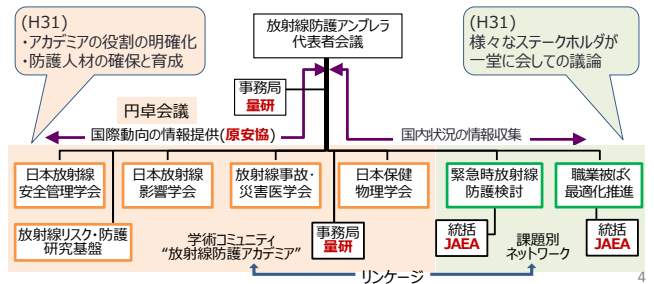 (H31)
・アカデミアの役割の明確化
・防護人材の確保と育成
放射線防護アンブレラ
代表者会議
(H31)
様々なステークホルダが
一堂に会しての議論
事務局
量研
円卓会議
国際動向の情報提供(原安協)
国内状況の情報収集
日本放射線
安全管理学会
日本放射線
影響学会
放射線事故・
災害医学会
日本保健
物理学会
緊急時放射線
防護検討
職業被ばく
最適化推進
放射線リスク・防護
研究基盤
学術コミュニティ
“放射線防護アカデミア”
事務局
量研
統括
JAEA
課題別
ネットワーク
統括
JAEA
リンケージ
4